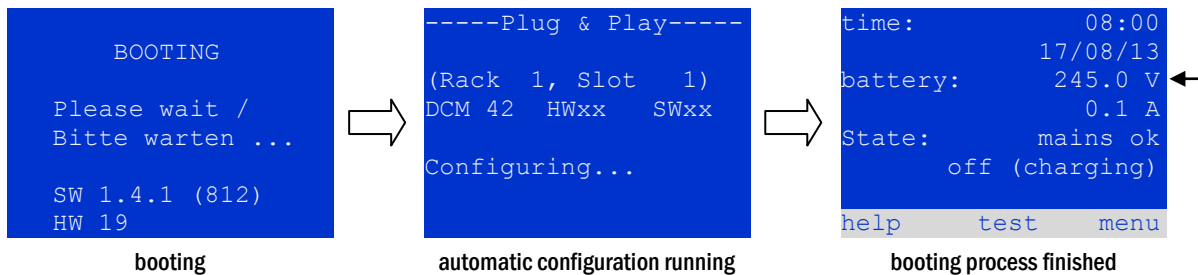 BOOTING
Please wait /
Bitte warten ...
SW 1.4.1 (812)
HW 19
booting
-----Plug & Play-----
(Rack 1, Slot 1)
DCM 42 HWxx SWxx
Configuring...
automatic configuration running
time: 08:00
17/08/13
battery: 245.0 V
0.1 A
State: mains ok
off (charging)
help test menu
booting process finished